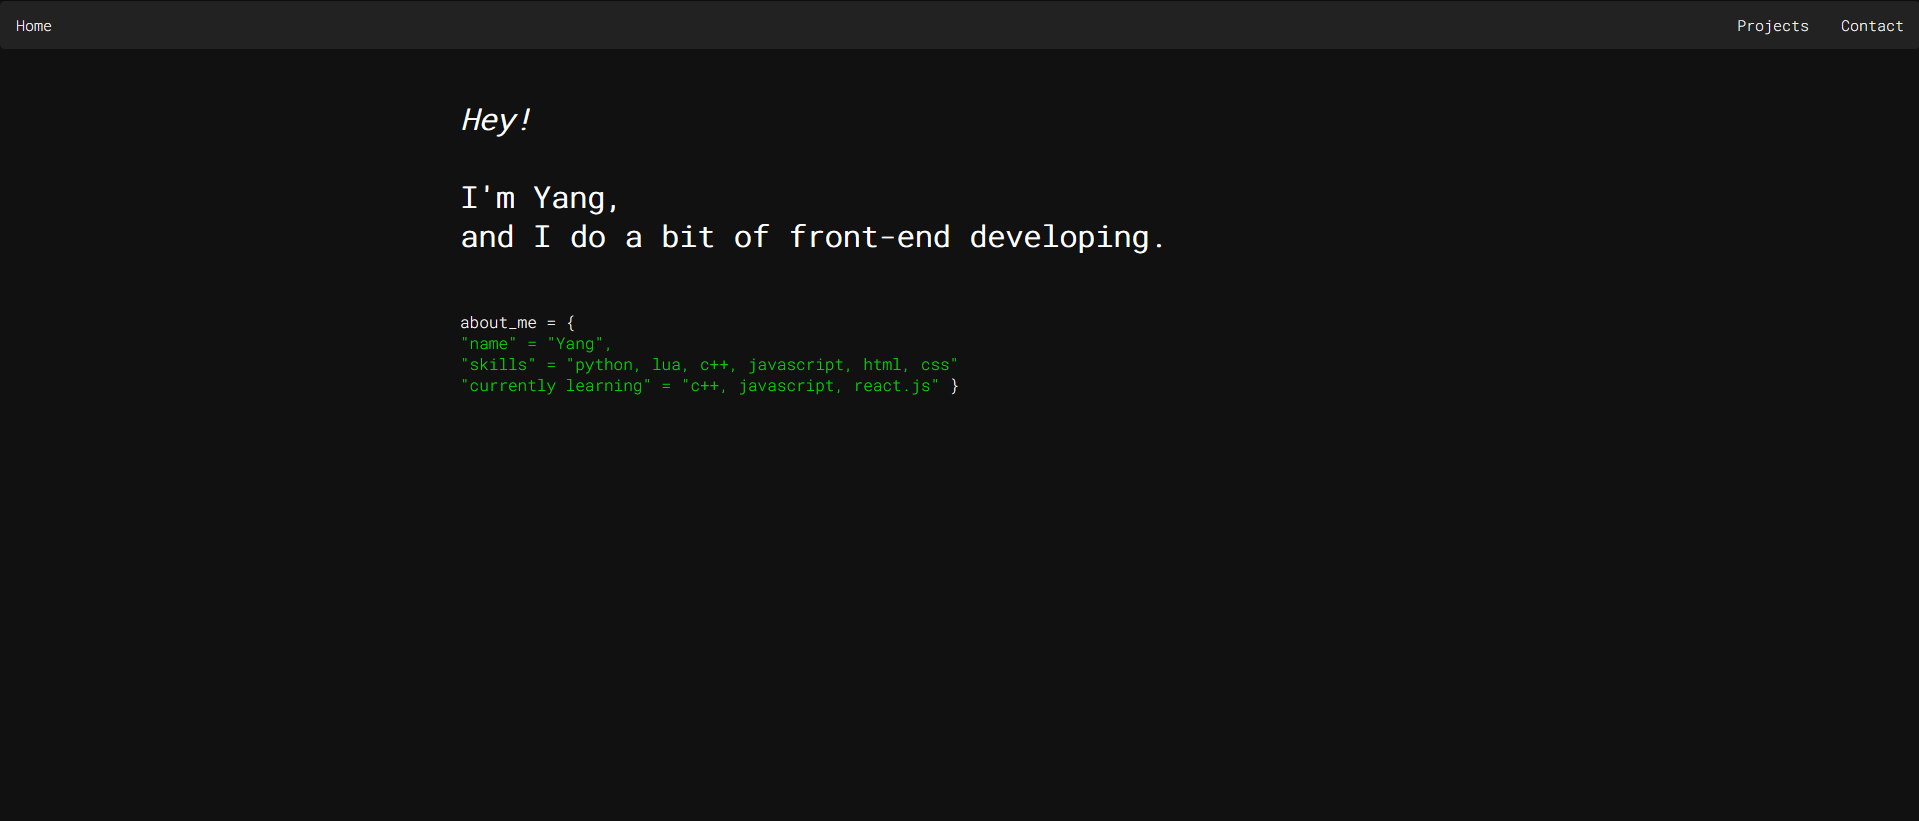 Home
Projects
Contact
Hey!
I'm Yang,
and I do a bit of front-end developing.
about_me = {
"name" = "Yang",
"skills" = "python, lua, c++, javascript, html, css"
"currently learning" = "c++, javascript, react.js" }